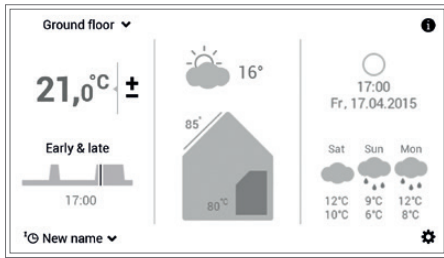 Ground floor
21,0°C ±
Early & late
17:00
New name
16°
85°
80°C
17:00
Fr, 17.04.2015
Sat Sun Mon
12°C 9°C 12°C
10°C 6°C 8°C